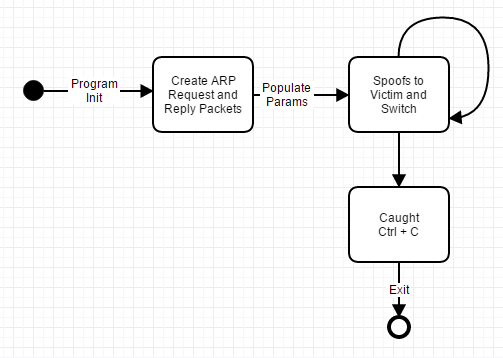 Program
Init
Create ARP
Request and
Reply Packets
Populate
Params
Spoofs to
Victim and
Switch
Caught
Ctrl + C
Exit